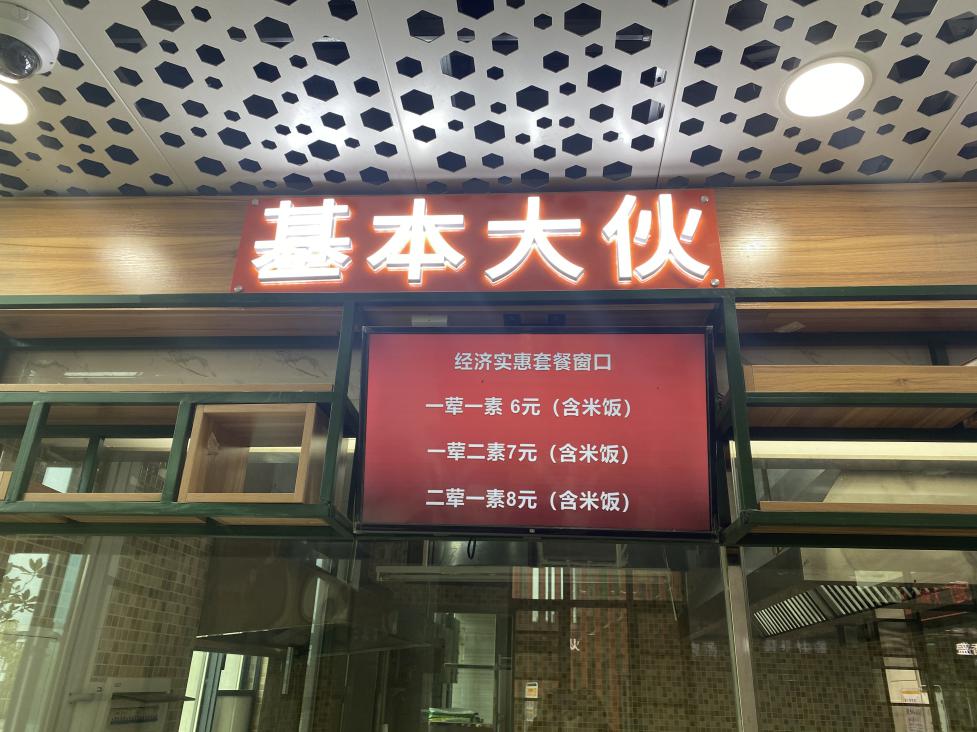 基本大伙
经济实惠套餐窗口
一荤一素 6元（含米饭）
一荤二素7元（含米饭）
二荤一素8元（含米饭）
伙